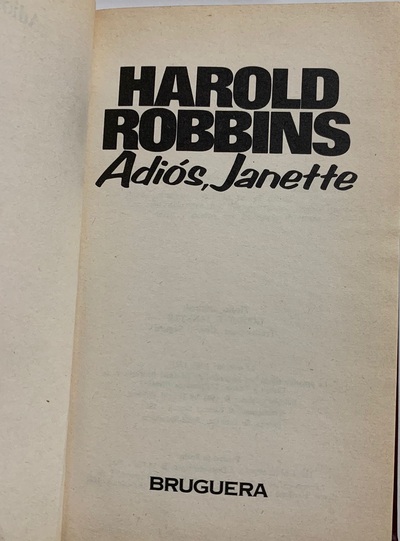 HAROLD
ROBBINS
Adiós, Janette
BRUGUERA